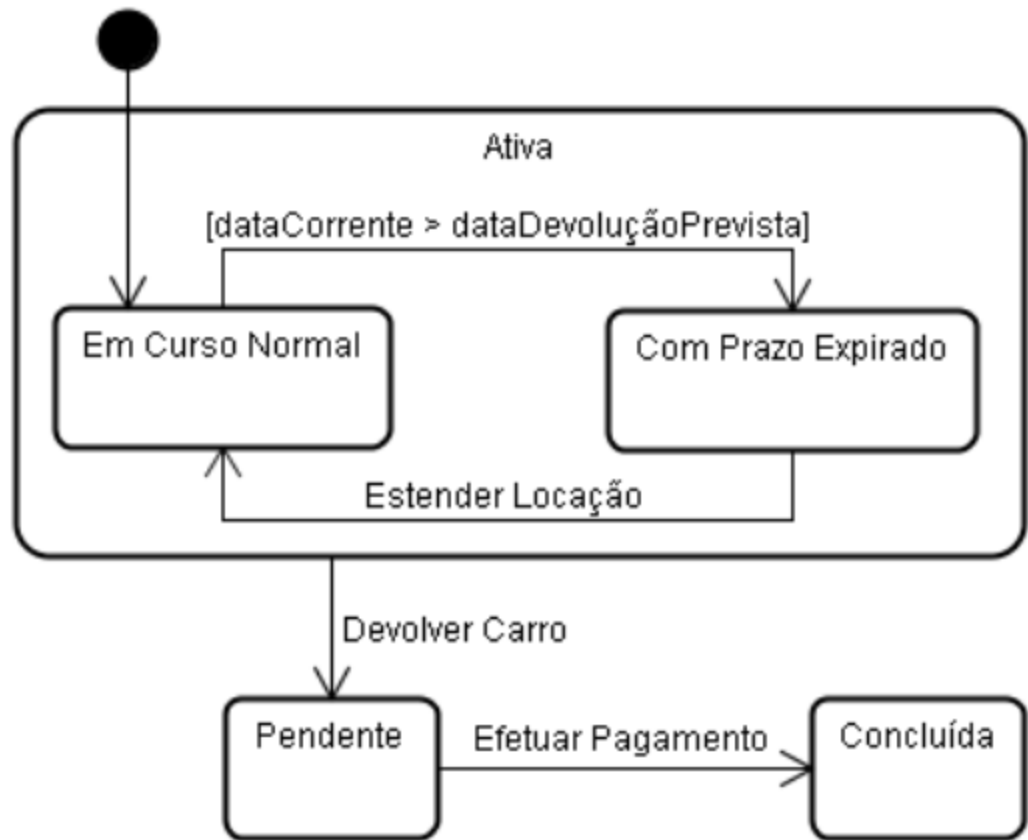 Ativa
[dataCorrente > dataDevoluçãoPrevista]
Em Curso Normal
Com Prazo Expirado
Estender Locação
Devolver Carro
Pendente
Efetuar Pagamento
Concluída